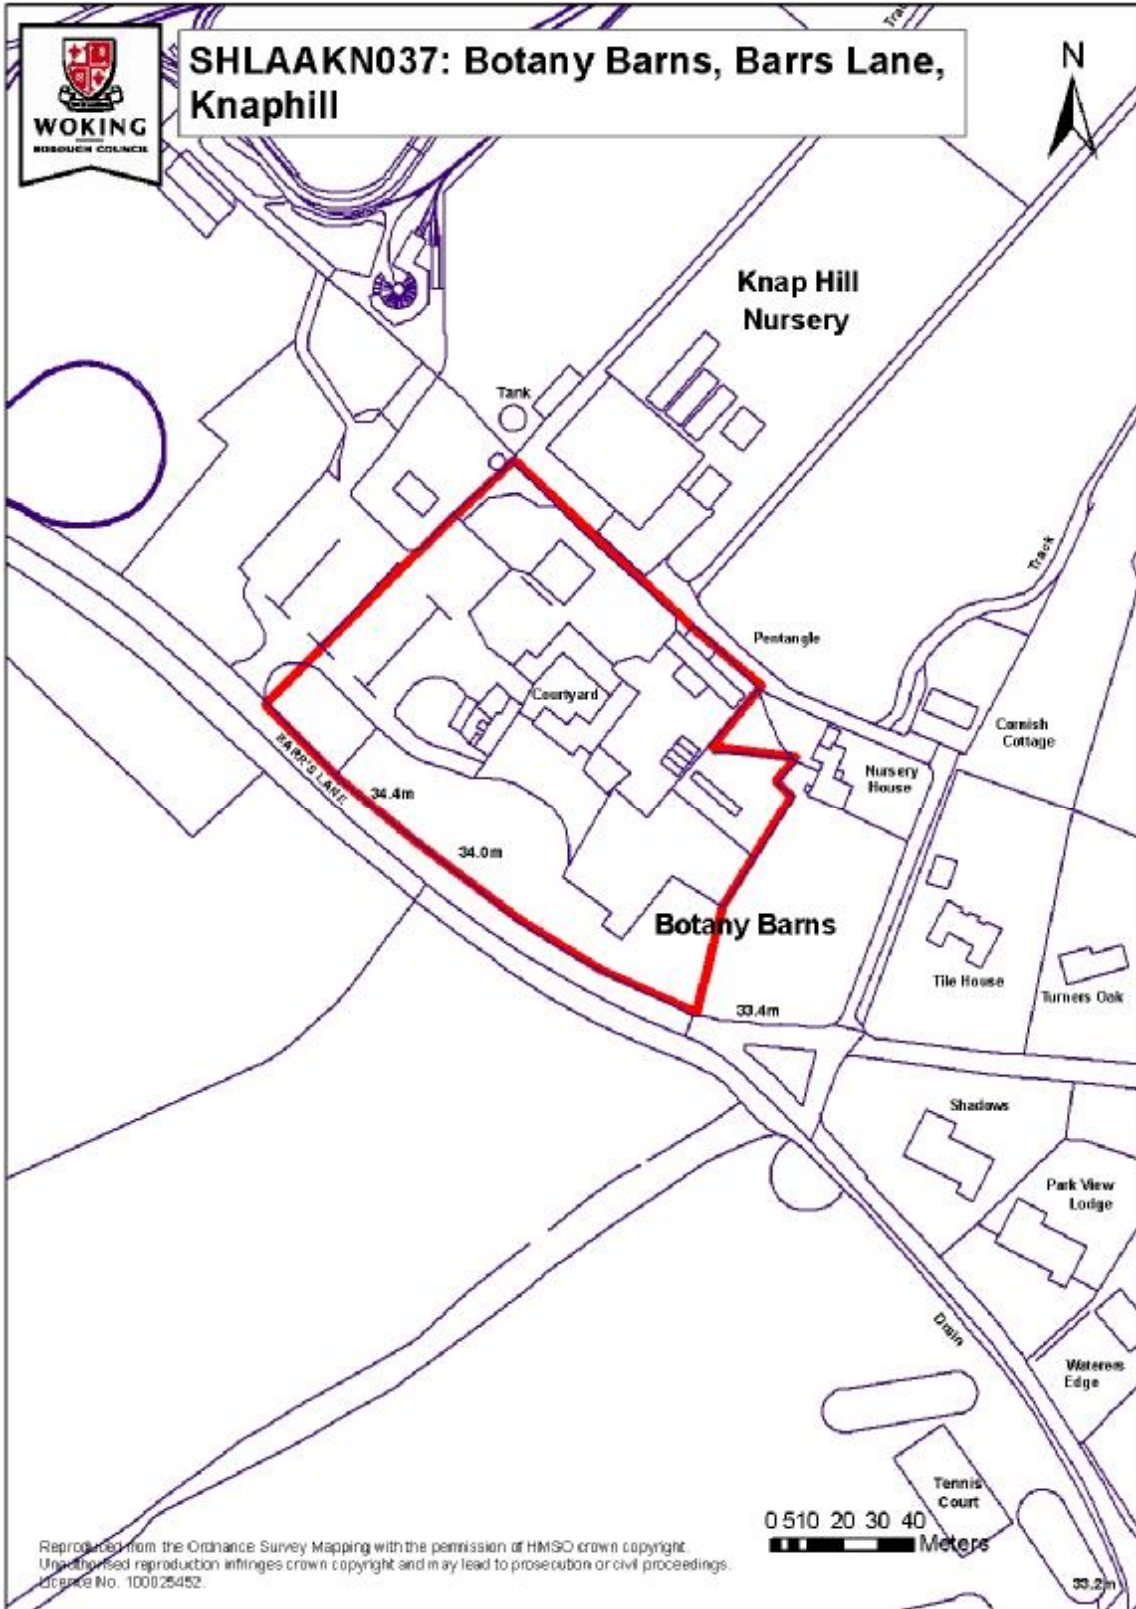 WOKING
BOROUGH COUNCIL
SHLAAKN037: Botany Barns, Barrs Lane,
Knaphill
N
Knap Hill
Nursery
Tank
Track
Pentangle
Courtyard
Cornish
Cottage
Nursery
House
BARR'S LANE
34.4m
34.0m
Botany Barns
Tile House
Turners Oak
33.4m
Shadows
Park View
Lodge
Drain
Waterers
Edge
Tennis
Court
0 510 20 30 40
Meters
33.2m
Reproduced from the Ordnance Survey Mapping with the permission of HMSO crown copyright.
Unauthorised reproduction infringes crown copyright and may lead to prosecution or civil proceedings.
Licence No. 100025452.